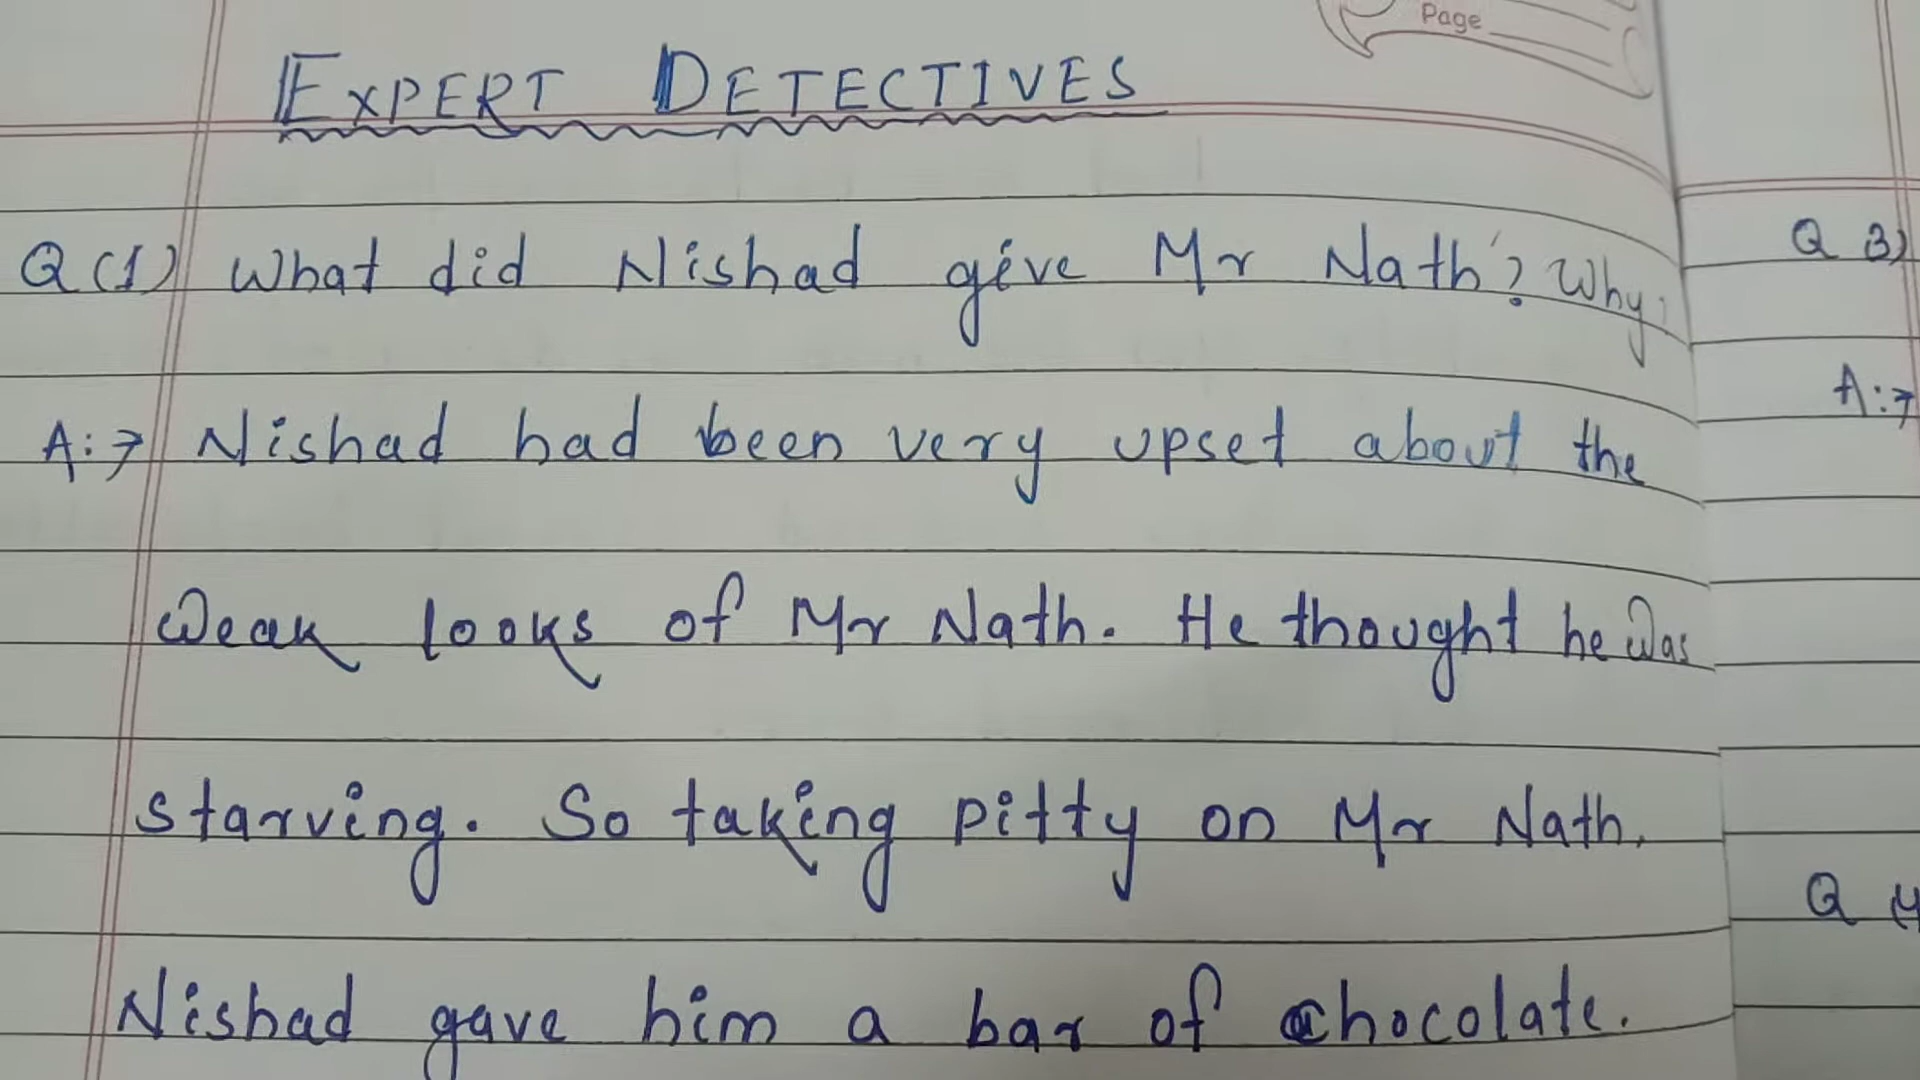 Page
EXPERT DETECTIVES
Q(1) What did Nishad give Mr Nath? Why?
A:→ Nishad had been very upset about the
Weak looks of Mr Nath. He thought he was
starving. So taking pitty on Mr Nath,
Nishad gave him a bar of chocolate.
Q 3)
A:→
Q (4